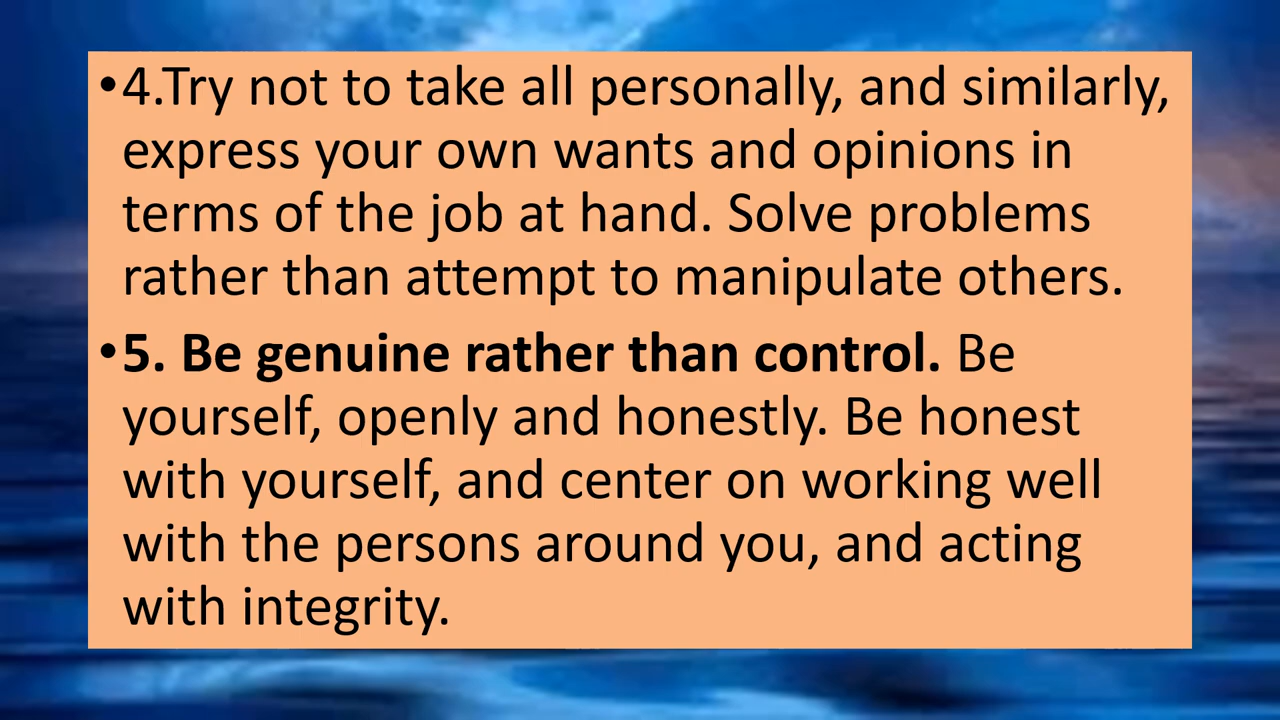 •4.Try not to take all personally, and similarly,
express your own wants and opinions in
terms of the job at hand. Solve problems
rather than attempt to manipulate others.
•5. Be genuine rather than control. Be
yourself, openly and honestly. Be honest
with yourself, and center on working well
with the persons around you, and acting
with integrity.